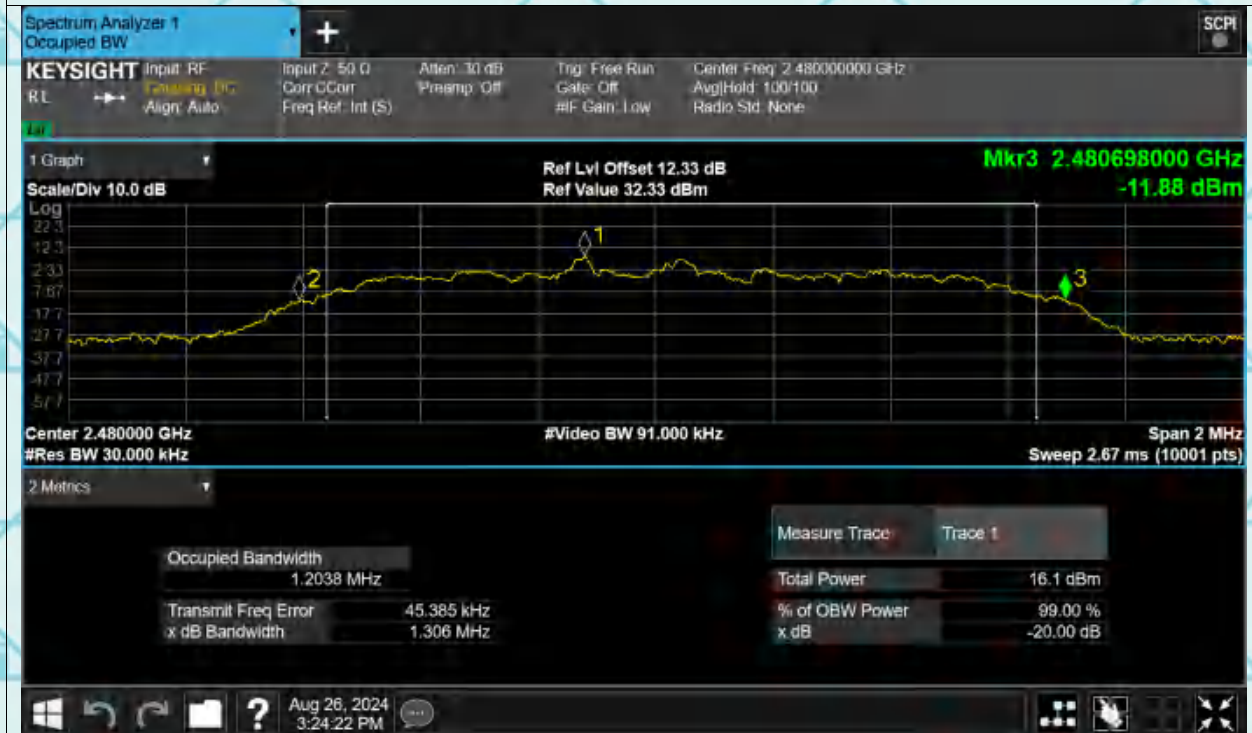 Spectrum Analyzer 1
Occupied BW
+
SCPI
KEYSIGHT
RL
Input: RF
Coupling: DC
Align: Auto
Input Z: 50 Ω
Corr CCorr
Freq Ref: Int (S)
Atten: 30 dB
Preamp: Off
Trig: Free Run
Gate: Off
#IF Gain: Low
Center Freq: 2.480000000 GHz
Avg|Hold: 100/100
Radio Std: None
1 Graph
Scale/Div 10.0 dB
Ref Lvl Offset 12.33 dB
Ref Value 32.33 dBm
Mkr3 2.480698000 GHz
-11.88 dBm
Log
22.3
12.3
2.33
-7.67
-17.7
-27.7
-37.7
-47.7
-57.7
1
2
3
Center 2.480000 GHz
#Video BW 91.000 kHz
Span 2 MHz
#Res BW 30.000 kHz
Sweep 2.67 ms (10001 pts)
2 Metrics
Measure Trace Trace 1
Occupied Bandwidth
1.2038 MHz
Total Power 16.1 dBm
Transmit Freq Error 45.385 kHz
% of OBW Power 99.00 %
x dB Bandwidth 1.306 MHz
x dB -20.00 dB
?
Aug 26, 2024
3:24:22 PM